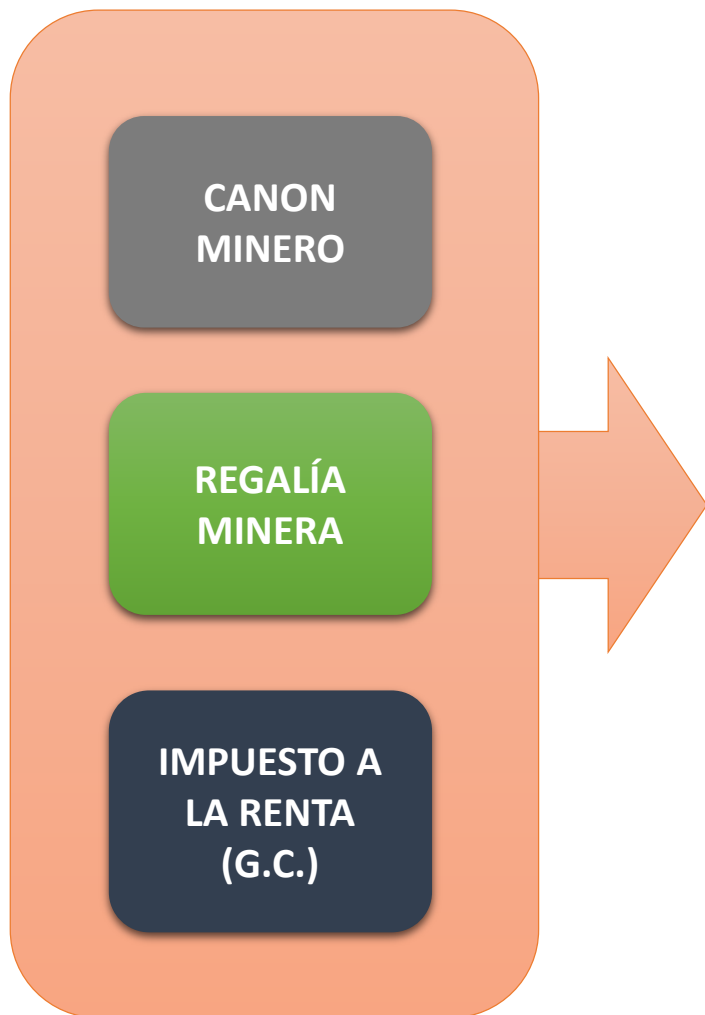 CANON
MINERO
REGALÍA
MINERA
IMPUESTO A
LA RENTA
(G.C.)